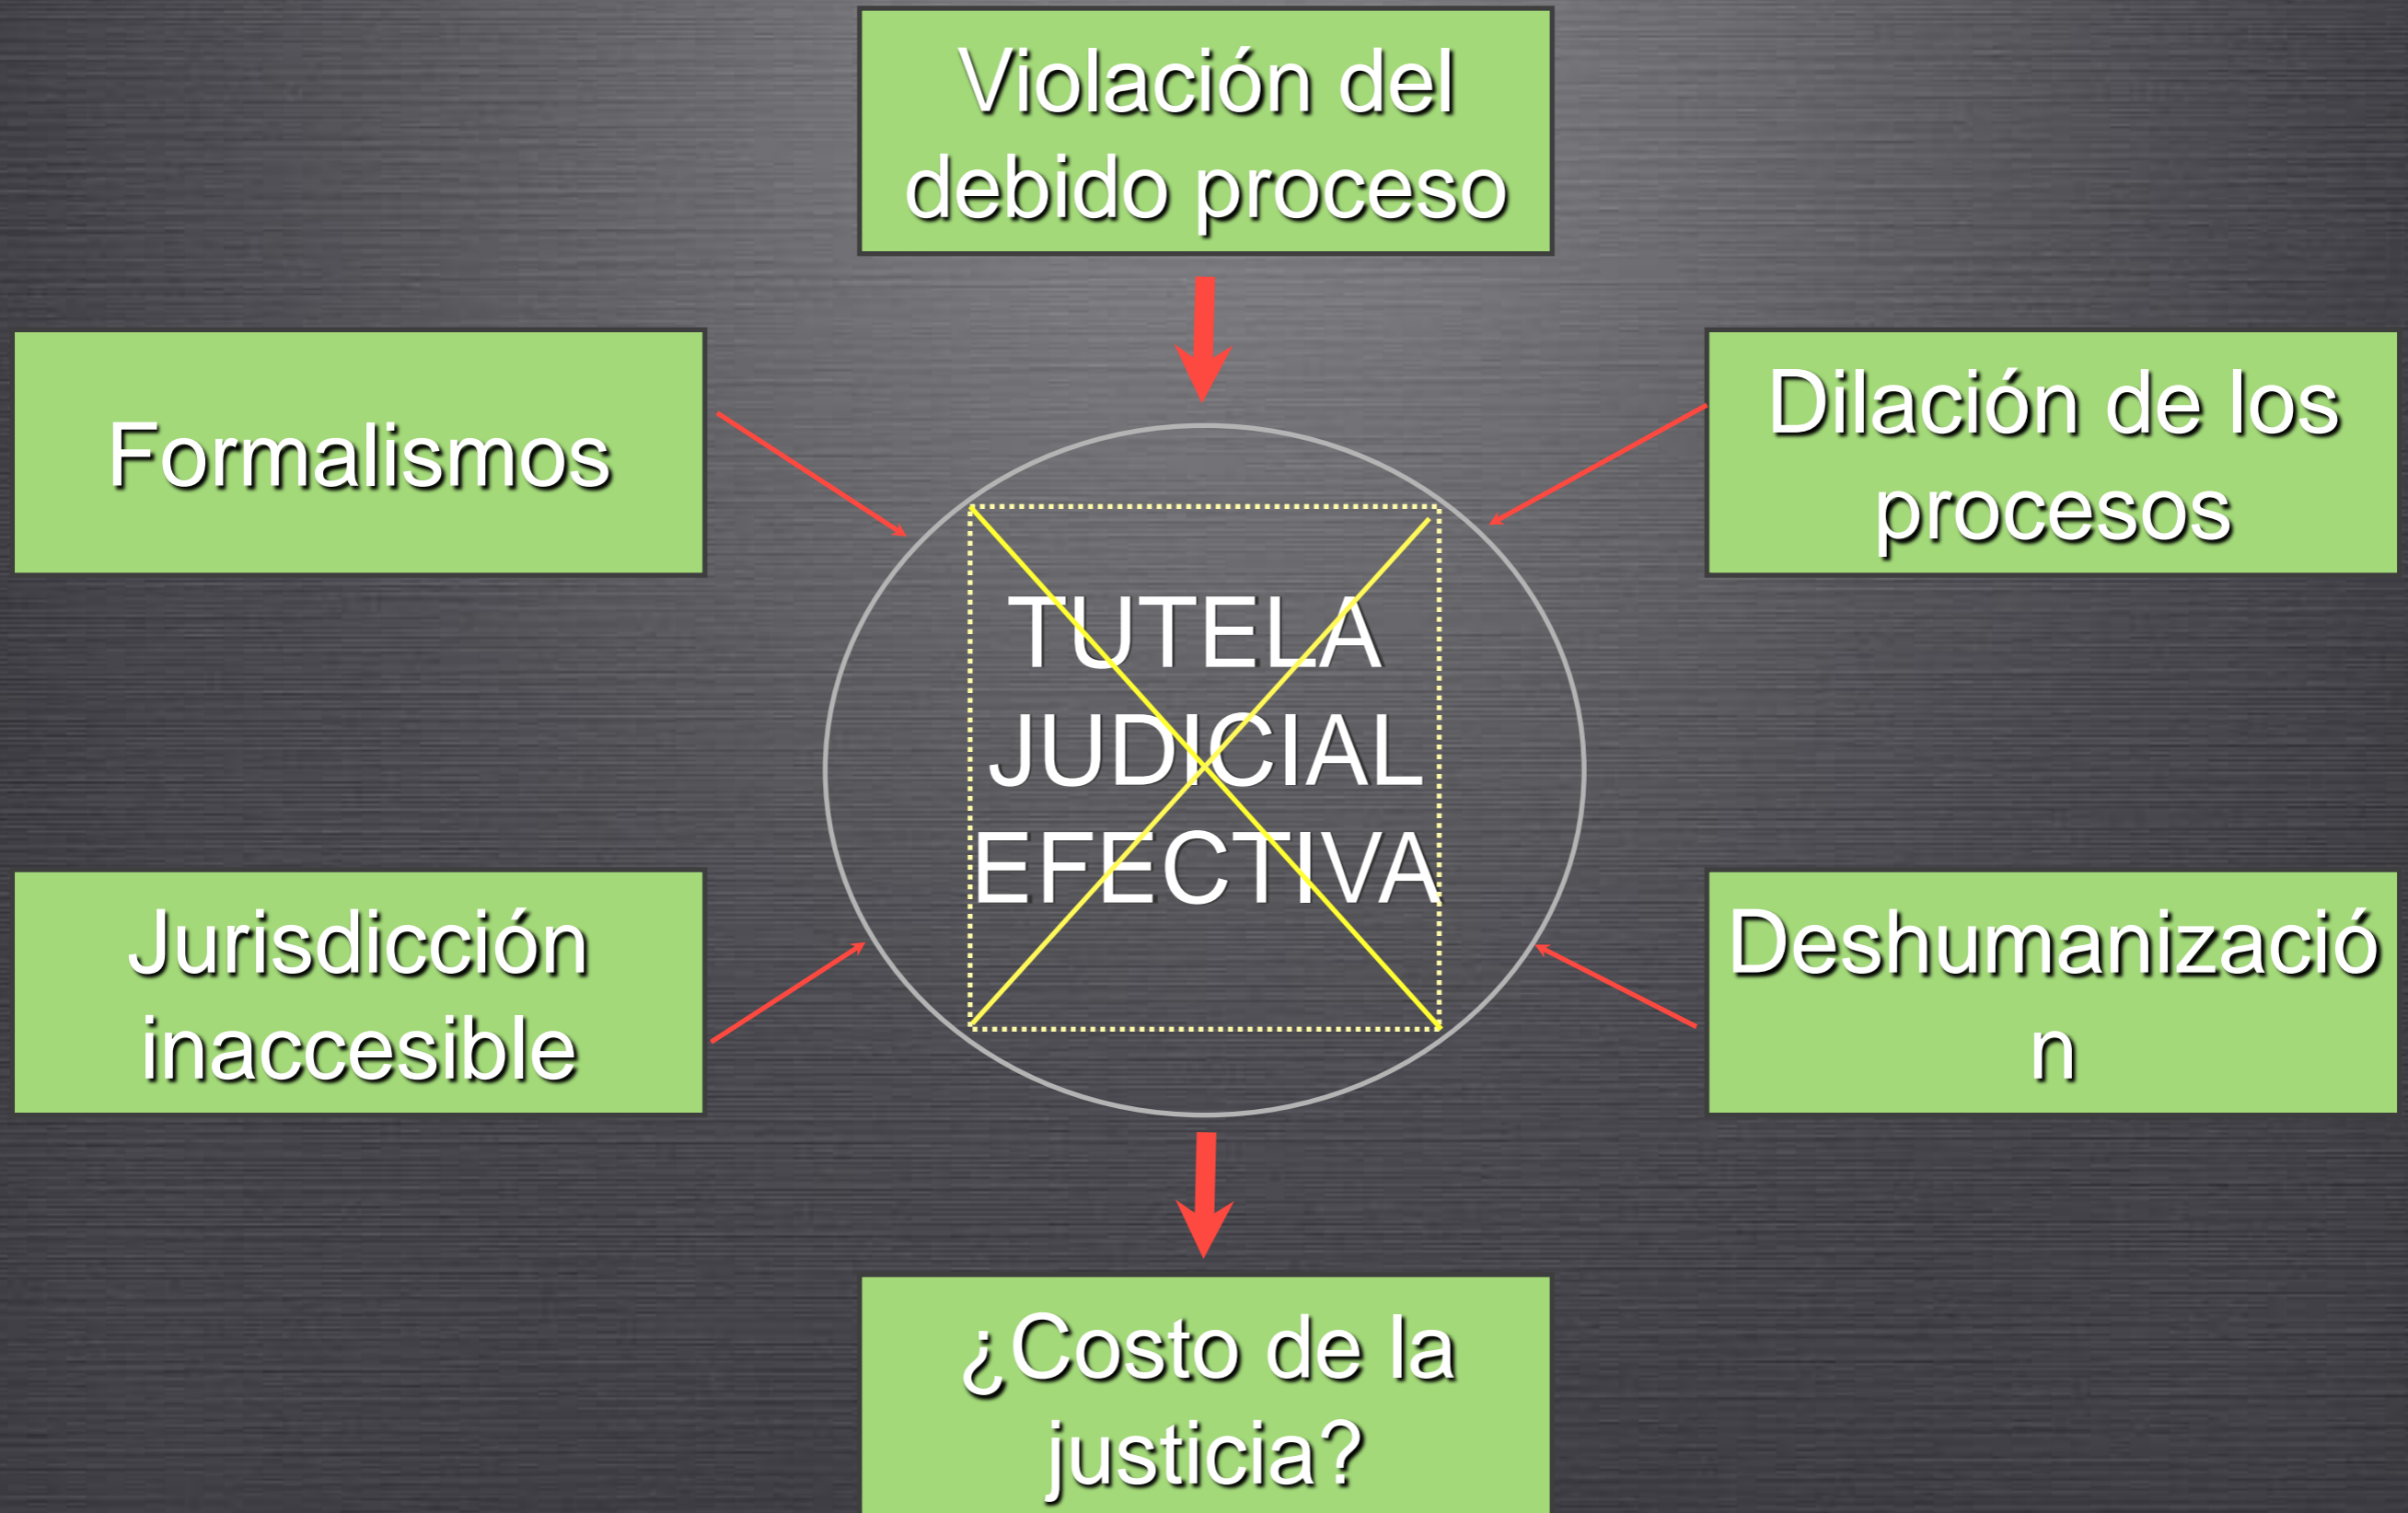 Violación del
debido proceso
Formalismos
Dilación de los
procesos
TUTELA
JUDICIAL
EFECTIVA
Jurisdicción
inaccesible
Deshumanizació
n
¿Costo de la
justicia?